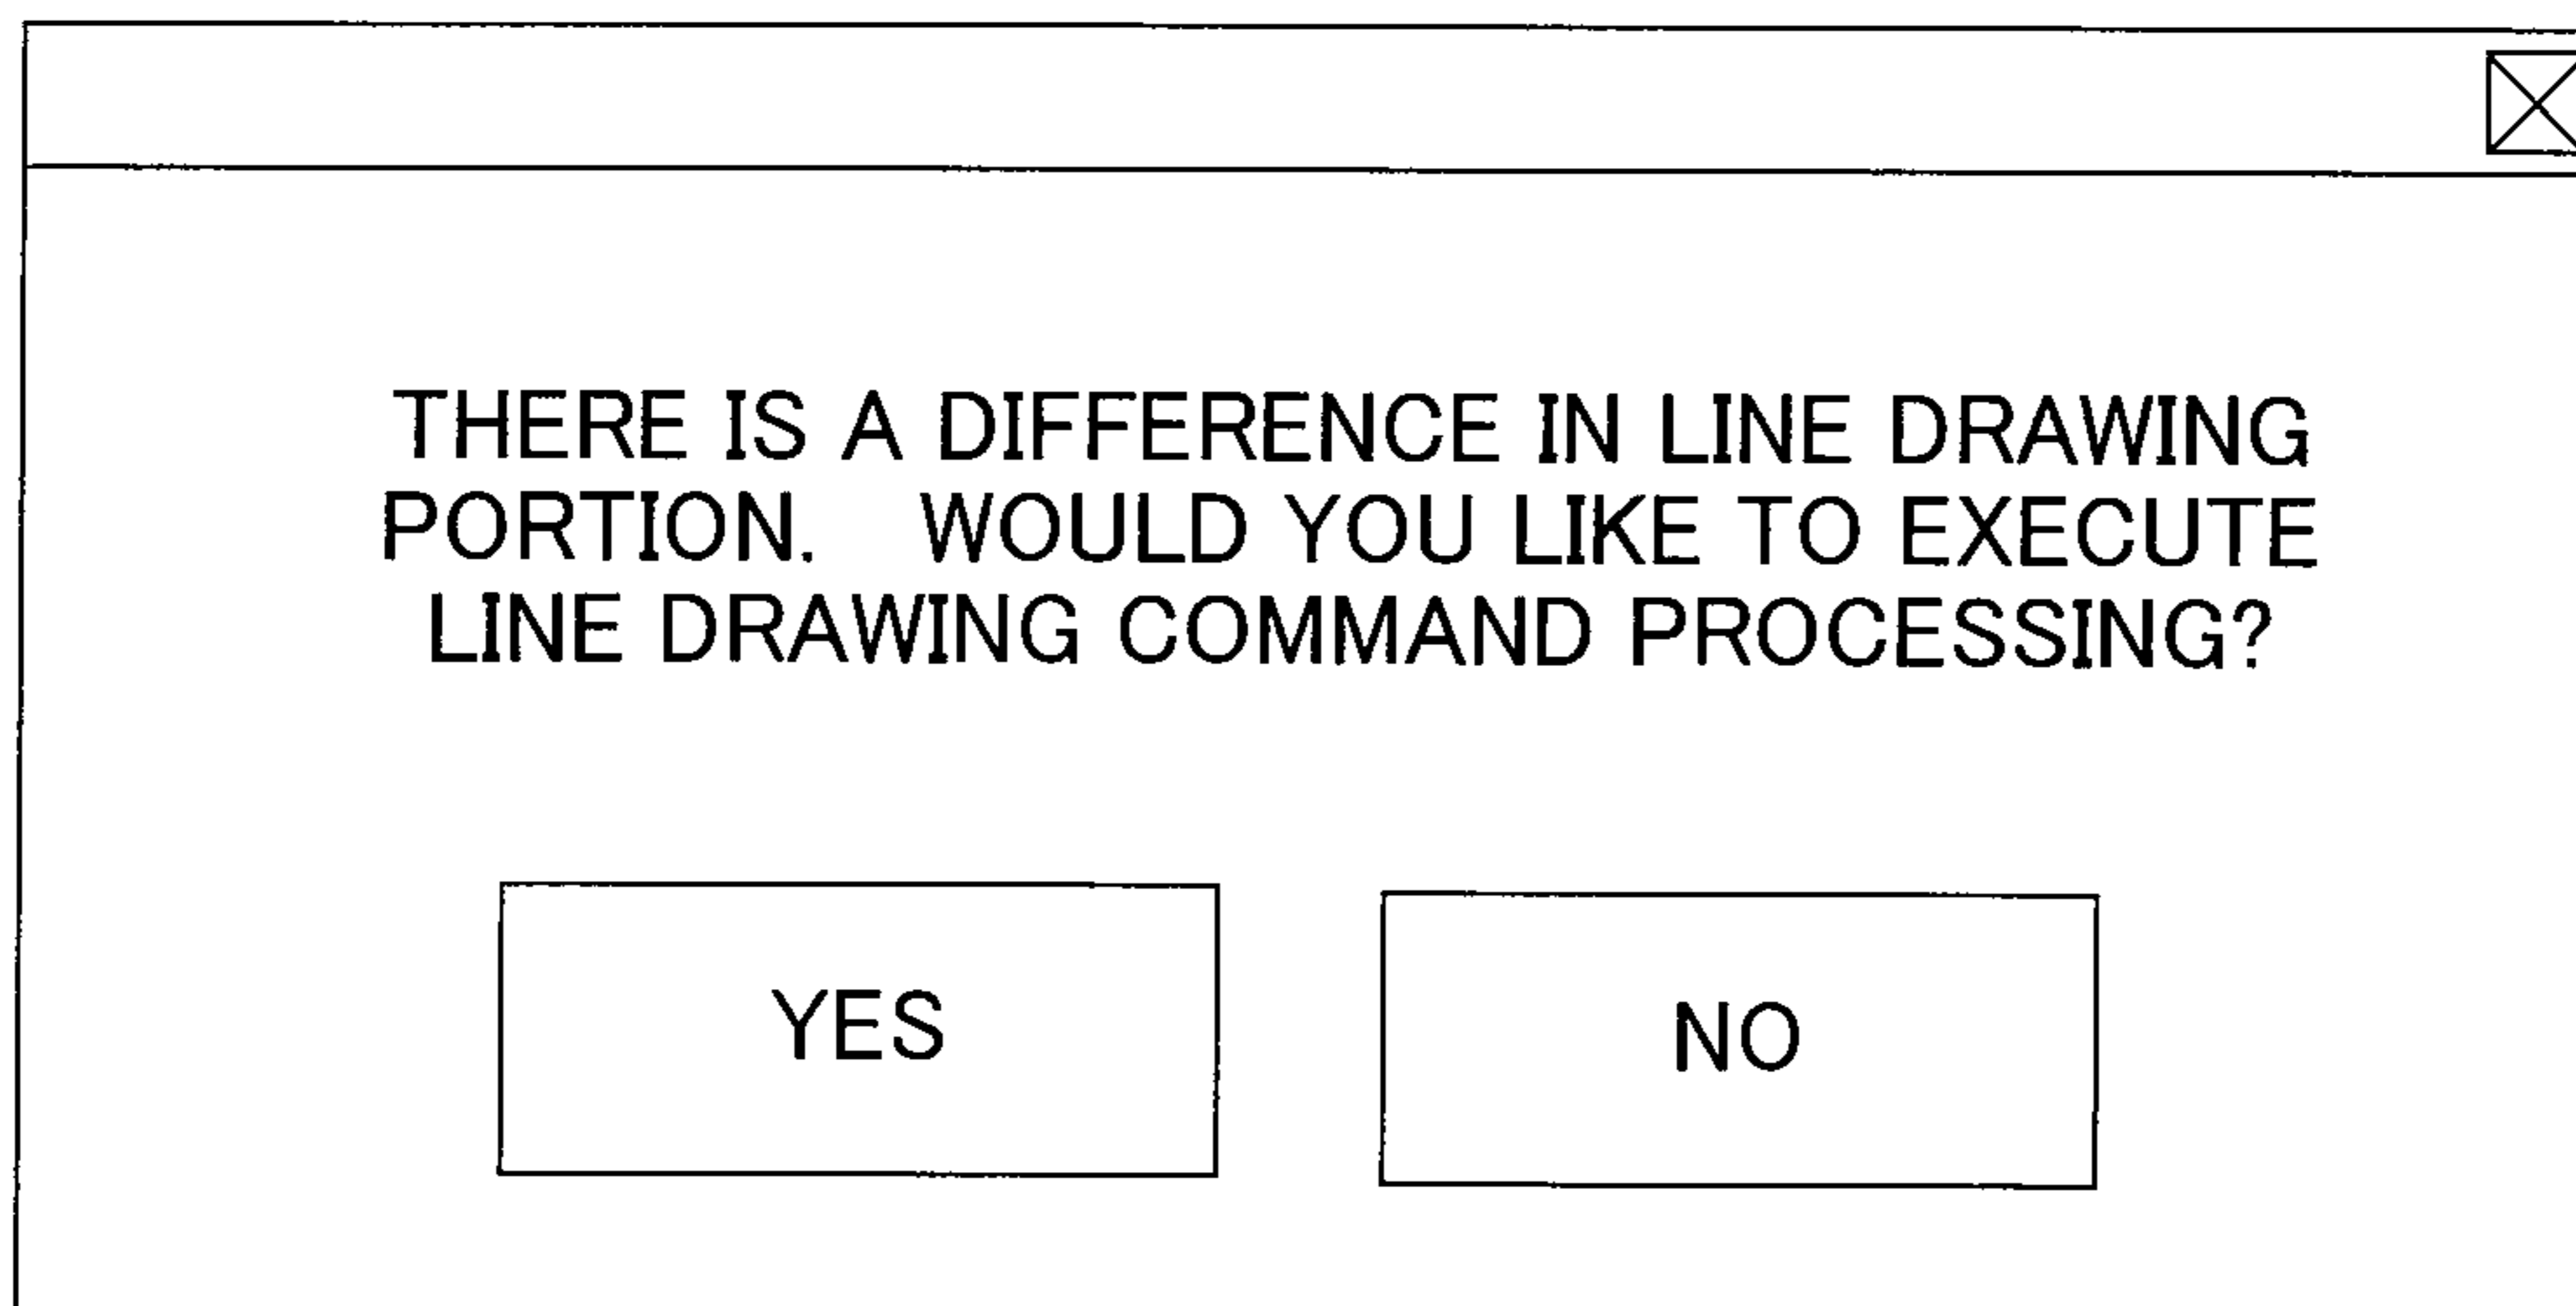 THERE IS A DIFFERENCE IN LINE DRAWING
PORTION.   WOULD YOU LIKE TO EXECUTE
LINE DRAWING COMMAND PROCESSING?
YES
NO